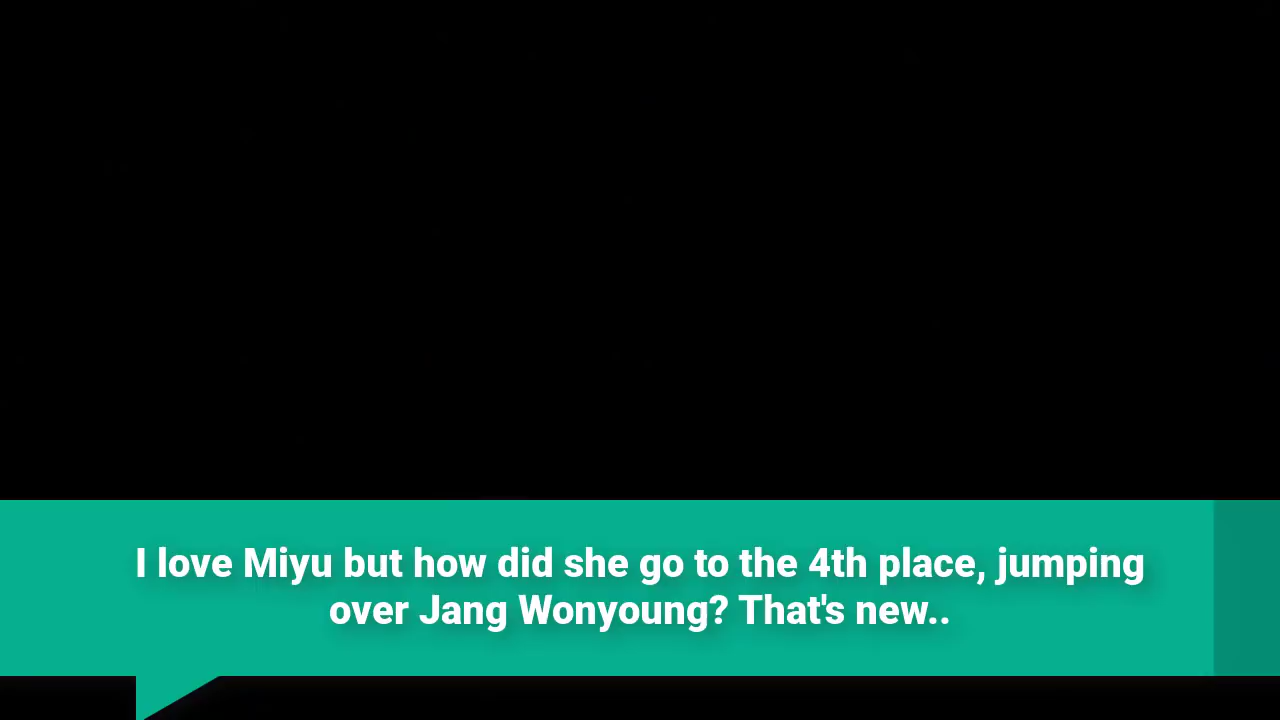 I love Miyu but how did she go to the 4th place, jumping
over Jang Wonyoung? That's new..